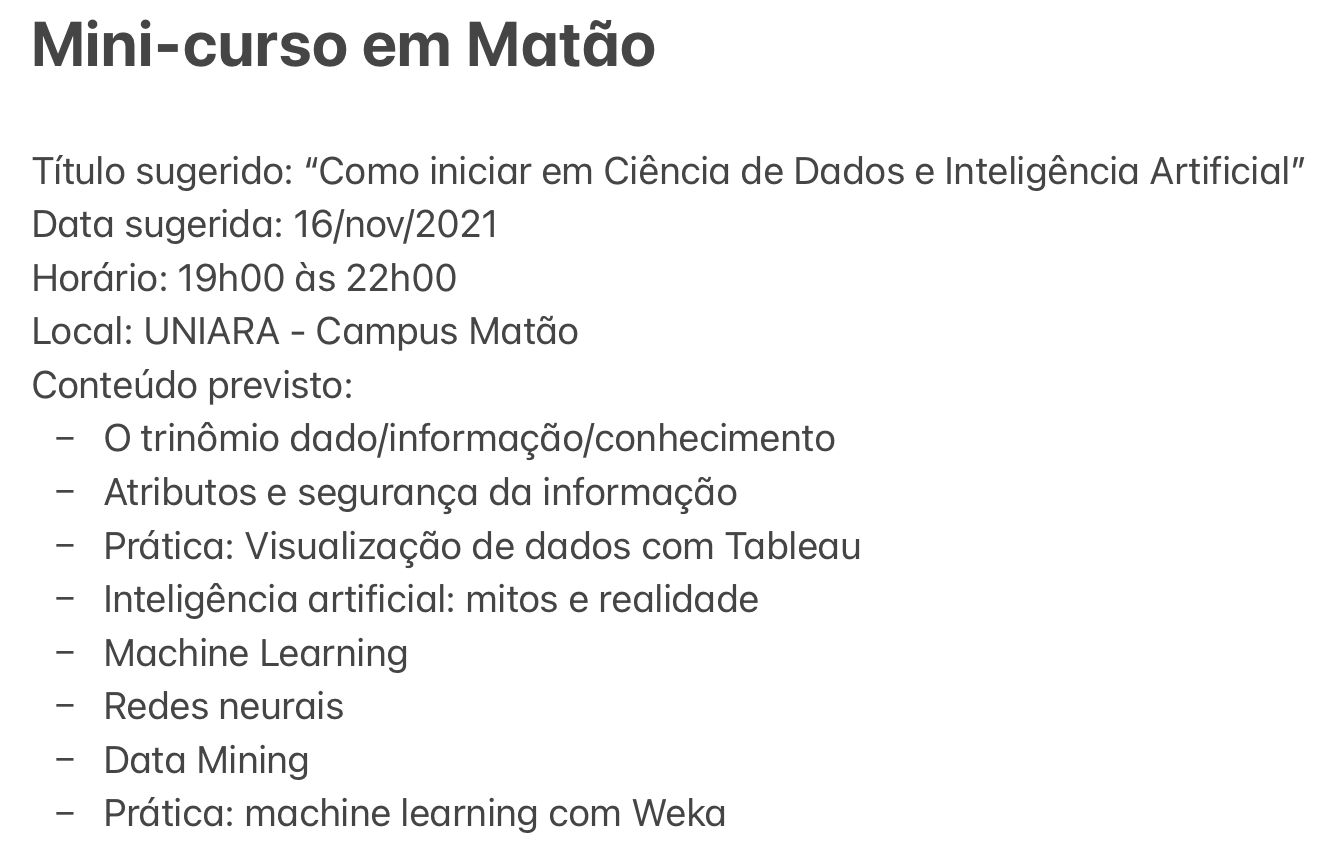 Mini-curso em Matão
Título sugerido: “Como iniciar em Ciência de Dados e Inteligência Artificial”
Data sugerida: 16/nov/2021
Horário: 19h00 às 22h00
Local: UNIARA - Campus Matão
Conteúdo previsto:
– O trinômio dado/informação/conhecimento
– Atributos e segurança da informação
– Prática: Visualização de dados com Tableau
– Inteligência artificial: mitos e realidade
– Machine Learning
– Redes neurais
– Data Mining
– Prática: machine learning com Weka